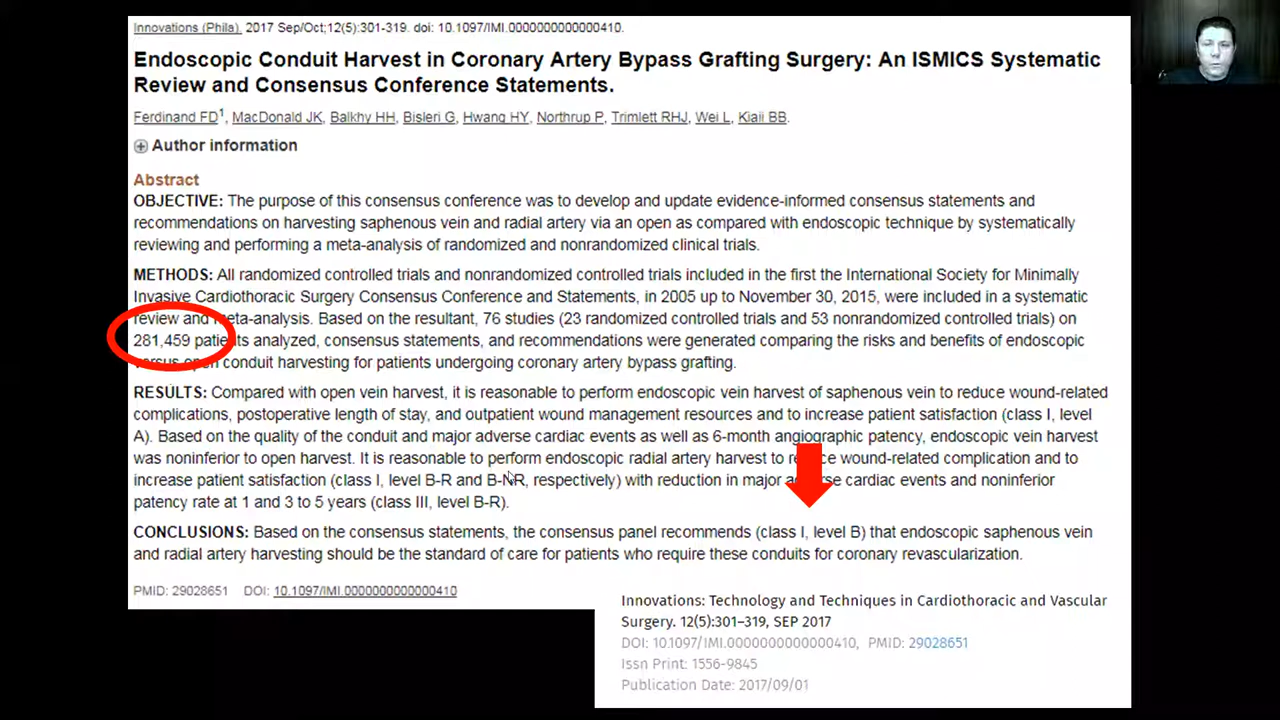 Innovations (Phila). 2017 Sep/Oct;12(5):301-319. doi: 10.1097/IMI.0000000000000410.
Endoscopic Conduit Harvest in Coronary Artery Bypass Grafting Surgery: An ISMICS Systematic
Review and Consensus Conference Statements.
Ferdinand FD1, MacDonald JK, Balkhy HH, Bisleri G, Hwang HY, Northrup P, Trimlett RHJ, Wei L, Kiaii BB.
Author information
Abstract
OBJECTIVE: The purpose of this consensus conference was to develop and update evidence-informed consensus statements and
recommendations on harvesting saphenous vein and radial artery via an open as compared with endoscopic technique by systematically
reviewing and performing a meta-analysis of randomized and nonrandomized clinical trials.
METHODS: All randomized controlled trials and nonrandomized controlled trials included in the first the International Society for Minimally
Invasive Cardiothoracic Surgery Consensus Conference and Statements, in 2005 up to November 30, 2015, were included in a systematic
review and meta-analysis. Based on the resultant, 76 studies (23 randomized controlled trials and 53 nonrandomized controlled trials) on
281,459 patients analyzed, consensus statements, and recommendations were generated comparing the risks and benefits of endoscopic
versus open conduit harvesting for patients undergoing coronary artery bypass grafting.
RESULTS: Compared with open vein harvest, it is reasonable to perform endoscopic vein harvest of saphenous vein to reduce wound-related
complications, postoperative length of stay, and outpatient wound management resources and to increase patient satisfaction (class I, level
A). Based on the quality of the conduit and major adverse cardiac events as well as 6-month angiographic patency, endoscopic vein harvest
was noninferior to open harvest. It is reasonable to perform endoscopic radial artery harvest to reduce wound-related complication and to
increase patient satisfaction (class I, level B-R and B-NR, respectively) with reduction in major adverse cardiac events and noninferior
patency rate at 1 and 3 to 5 years (class III, level B-R).
CONCLUSIONS: Based on the consensus statements, the consensus panel recommends (class I, level B) that endoscopic saphenous vein
and radial artery harvesting should be the standard of care for patients who require these conduits for coronary revascularization.
PMID: 29028651 DOI: 10.1097/IMI.0000000000000410
Innovations: Technology and Techniques in Cardiothoracic and Vascular
Surgery. 12(5):301–319, SEP 2017
DOI: 10.1097/IMI.0000000000000410, PMID: 29028651
Issn Print: 1556-9845
Publication Date: 2017/09/01